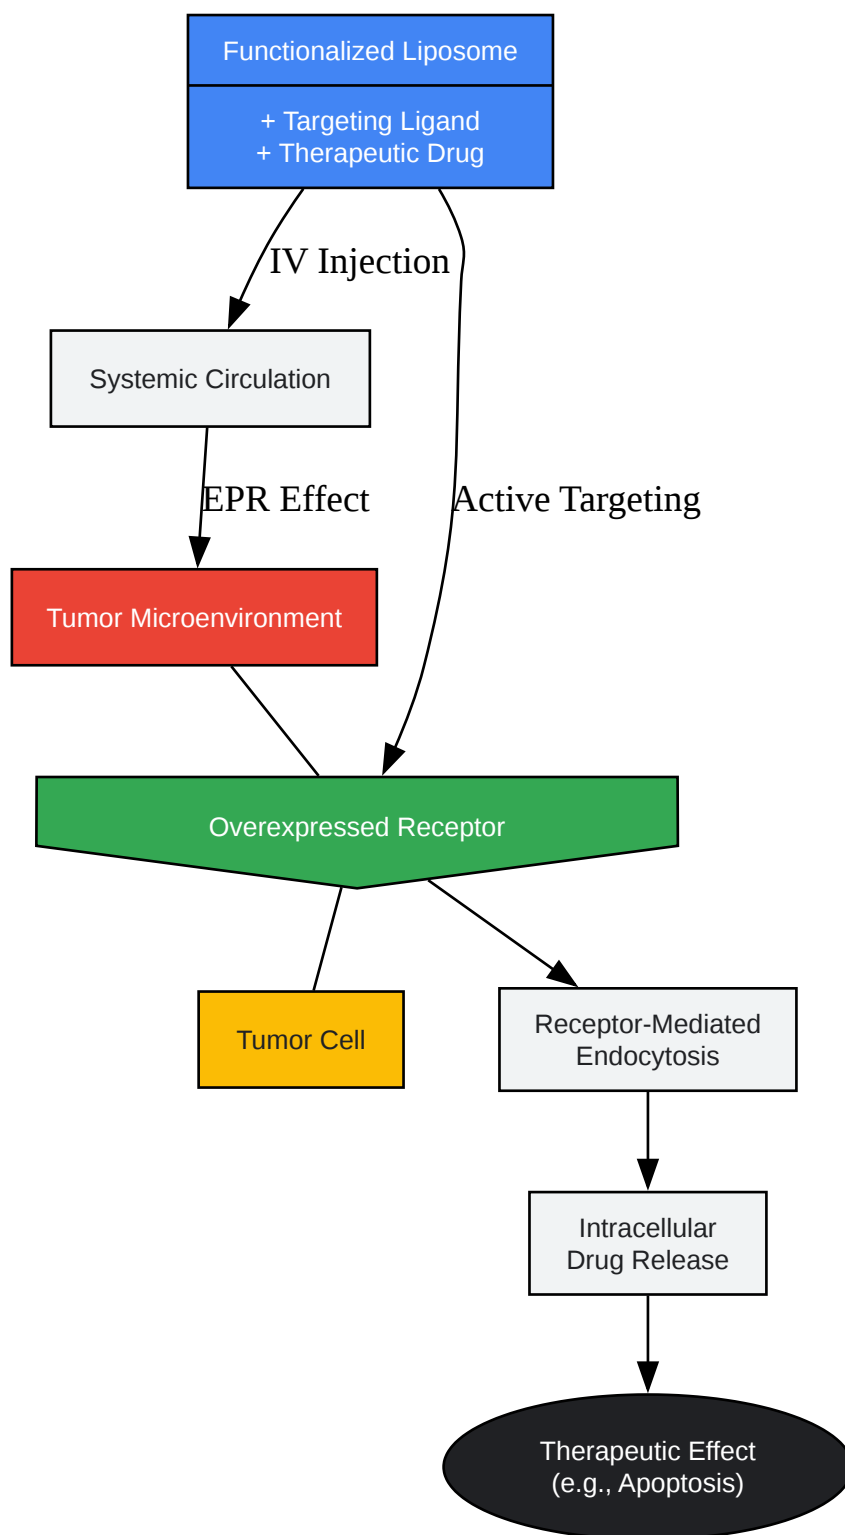 Functionalized Liposome
+ Targeting Ligand
+ Therapeutic Drug
IV Injection
Systemic Circulation
EPR Effect
Active Targeting
Tumor Microenvironment
Overexpressed Receptor
Tumor Cell
Receptor-Mediated
Endocytosis
Intracellular
Drug Release
Therapeutic Effect
(e.g., Apoptosis)